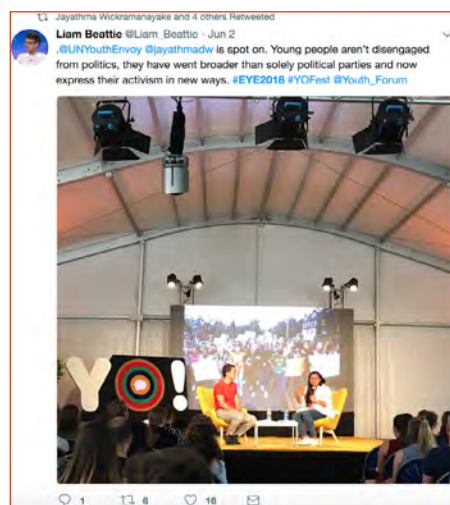 Jayathma Wickramanayake and 4 others Retweeted
Liam Beattie @Liam_Beattie · Jun 2
.@UNYouthEnvoy @jayathmadw is spot on. Young people aren't disengaged
from politics, they have went broader than solely political parties and now
express their activism in new ways. #EYE2018 #YOFest @Youth_Forum
YO!
1 6 16